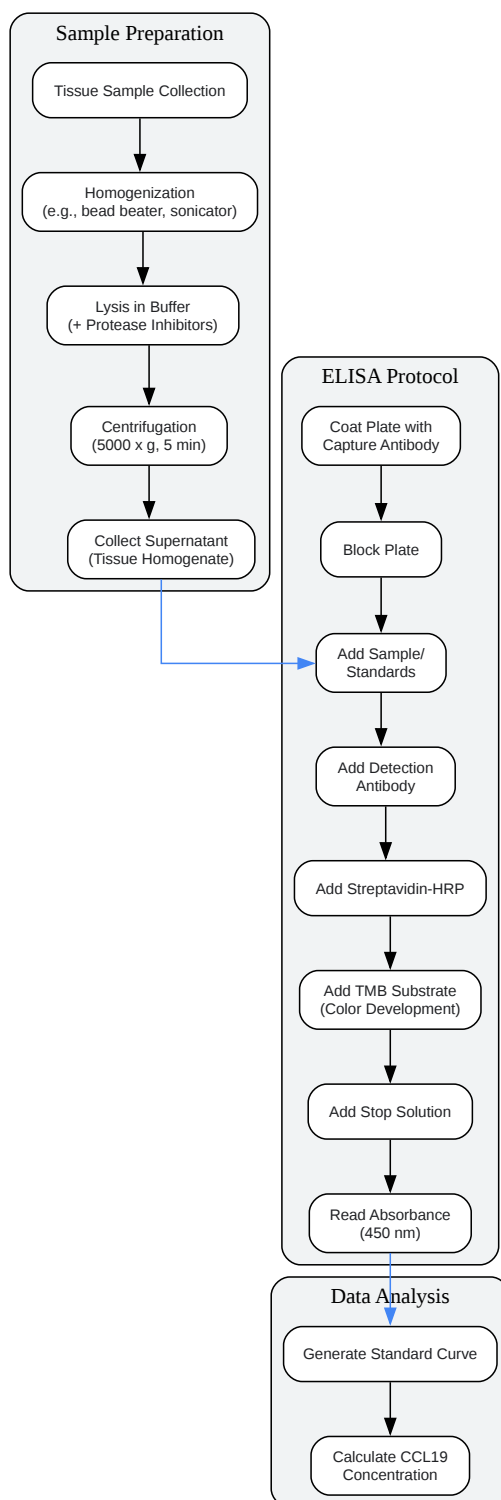 Sample Preparation
Tissue Sample Collection
Homogenization
(e.g., bead beater, sonicator)
Lysis in Buffer
(+ Protease Inhibitors)
Centrifugation
(5000 x g, 5 min)
Collect Supernatant
(Tissue Homogenate)
ELISA Protocol
Coat Plate with
Capture Antibody
Block Plate
Add Sample/
Standards
Add Detection
Antibody
Add Streptavidin-HRP
Add TMB Substrate
(Color Development)
Add Stop Solution
Read Absorbance
(450 nm)
Data Analysis
Generate Standard Curve
Calculate CCL19
Concentration